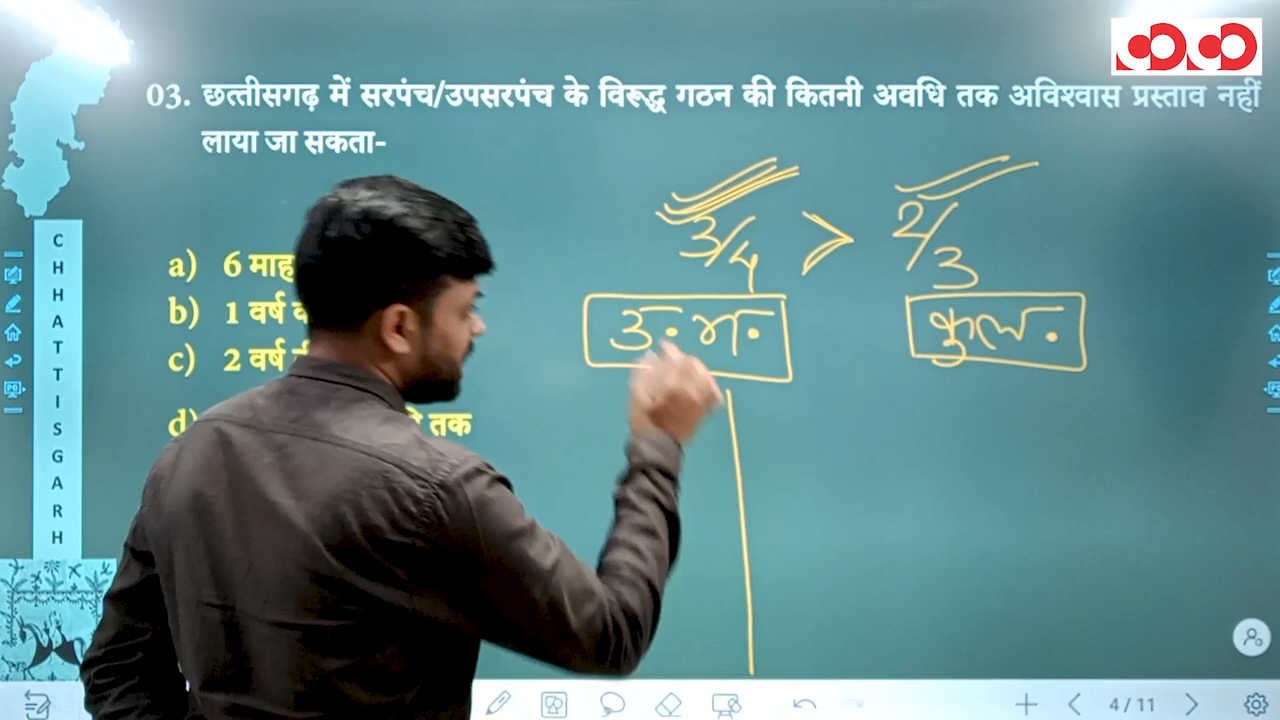 03. छत्तीसगढ़ में सरपंच/उपसरपंच के विरूद्ध गठन की कितनी अवधि तक अविश्वास प्रस्ताव नहीं
लाया जा सकता-
3/4 > 2/3
a) 6 माह
उ. म. कुल.
b) 1 वर्ष
c) 2 वर्ष
d) तक
CHHATTISGARH
4 / 11